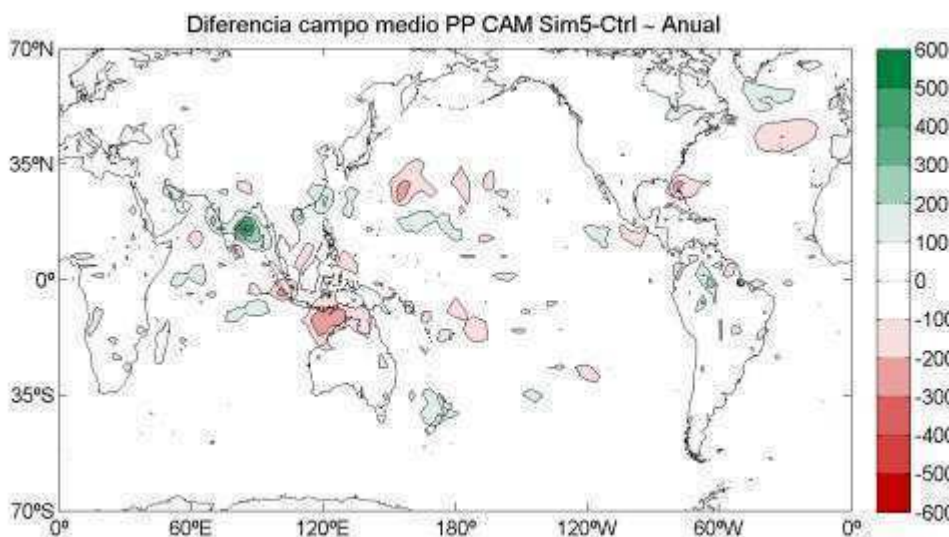 Diferencia campo medio PP CAM Sim5-Ctrl ~ Anual
70ºN
35ºN
0º
35ºS
70ºS
0º 60ºE 120ºE 180º 120ºW 60ºW 0º
600
500
400
300
200
100
0
-100
-200
-300
-400
-500
-600